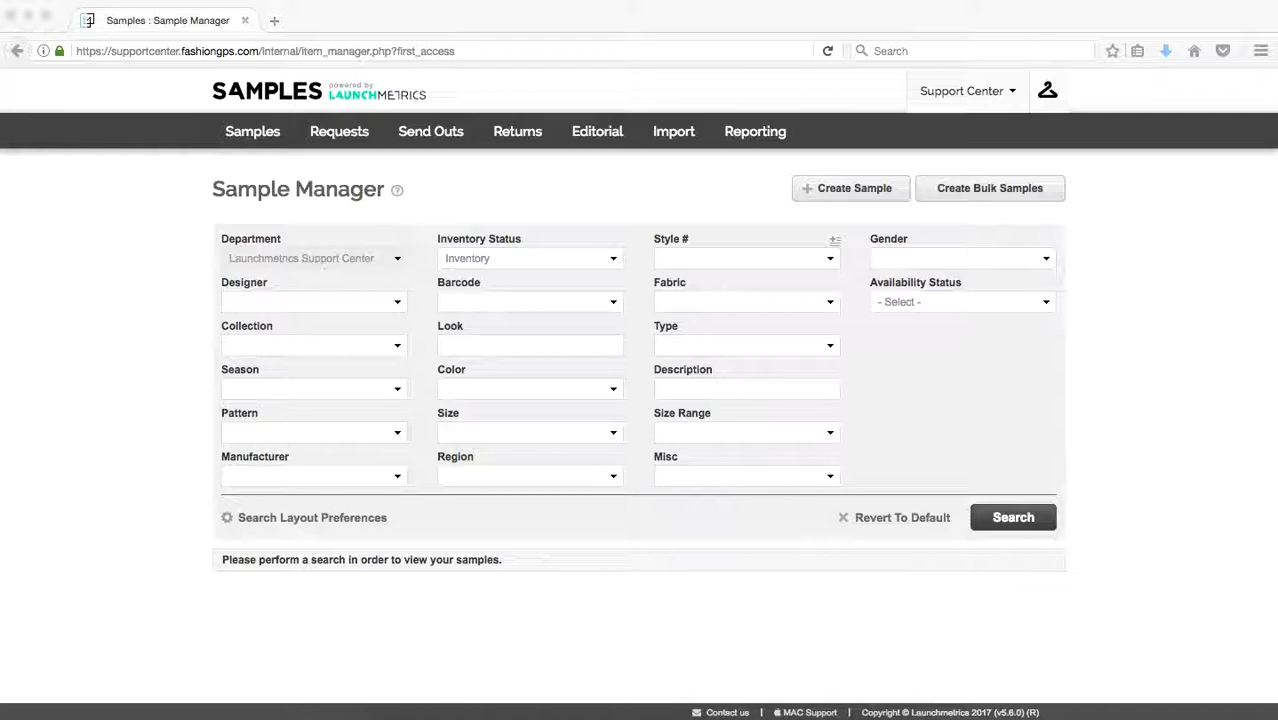 Samples : Sample Manager
https://supportcenter.fashiongps.com/internal/item_manager.php?first_access
Search
SAMPLES powered by LAUNCHMETRICS
Support Center
Samples Requests Send Outs Returns Editorial Import Reporting
Sample Manager
Create Sample Create Bulk Samples
Department Inventory Status Style # Gender
Launchmetrics Support Center Inventory
Designer Barcode Fabric Availability Status
- Select -
Collection Look Type
Season Color Description
Pattern Size Size Range
Manufacturer Region Misc
Search Layout Preferences Revert To Default Search
Please perform a search in order to view your samples.
Contact us | MAC Support | Copyright © Launchmetrics 2017 (v5.6.0) (R)